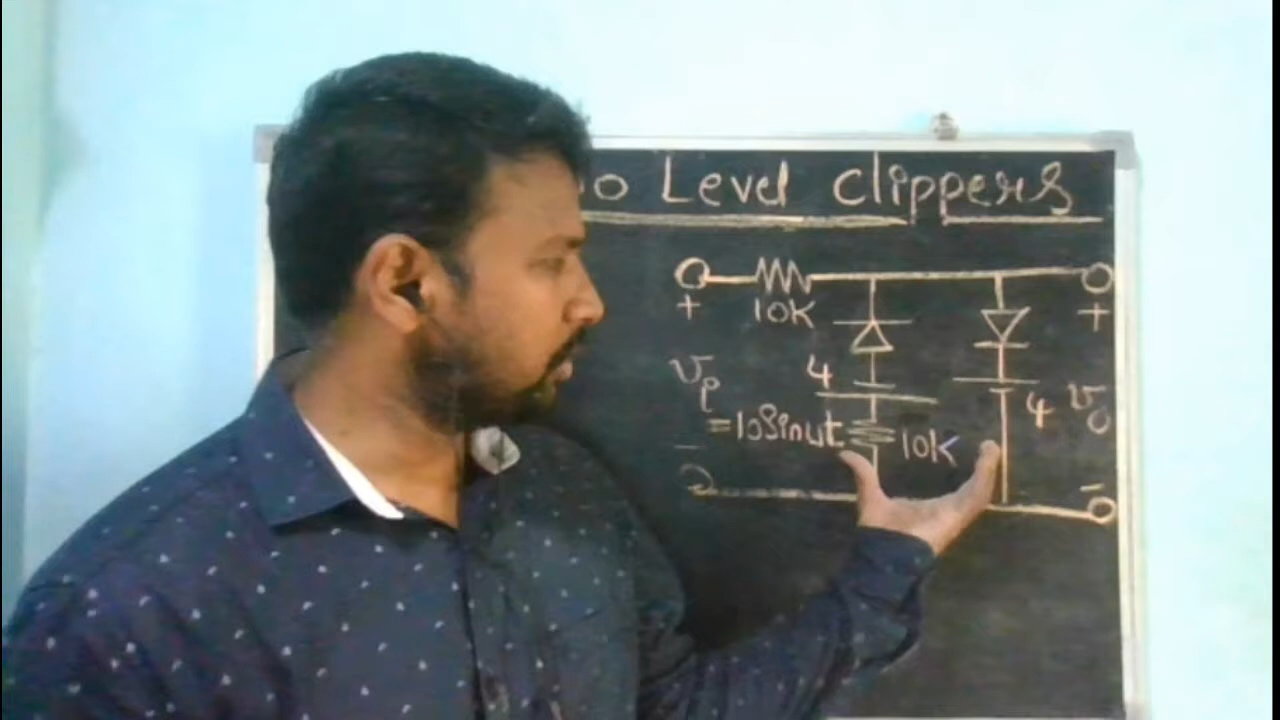 o Level Clippers
10K
+ +
4
4
vᵢ vo
=10Sinωt
10K
- -